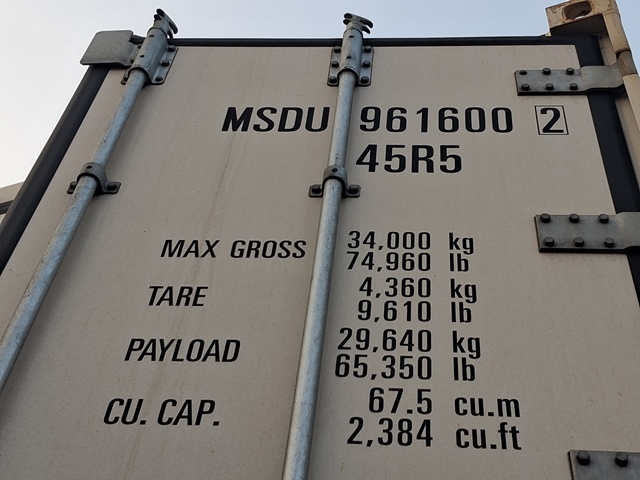 MSDU 961600 2
45R5
MAX GROSS 34,000 kg
74,960 lb
TARE 4,360 kg
9,610 lb
PAYLOAD 29,640 kg
65,350 lb
CU. CAP. 67.5 cu.m
2,384 cu.ft